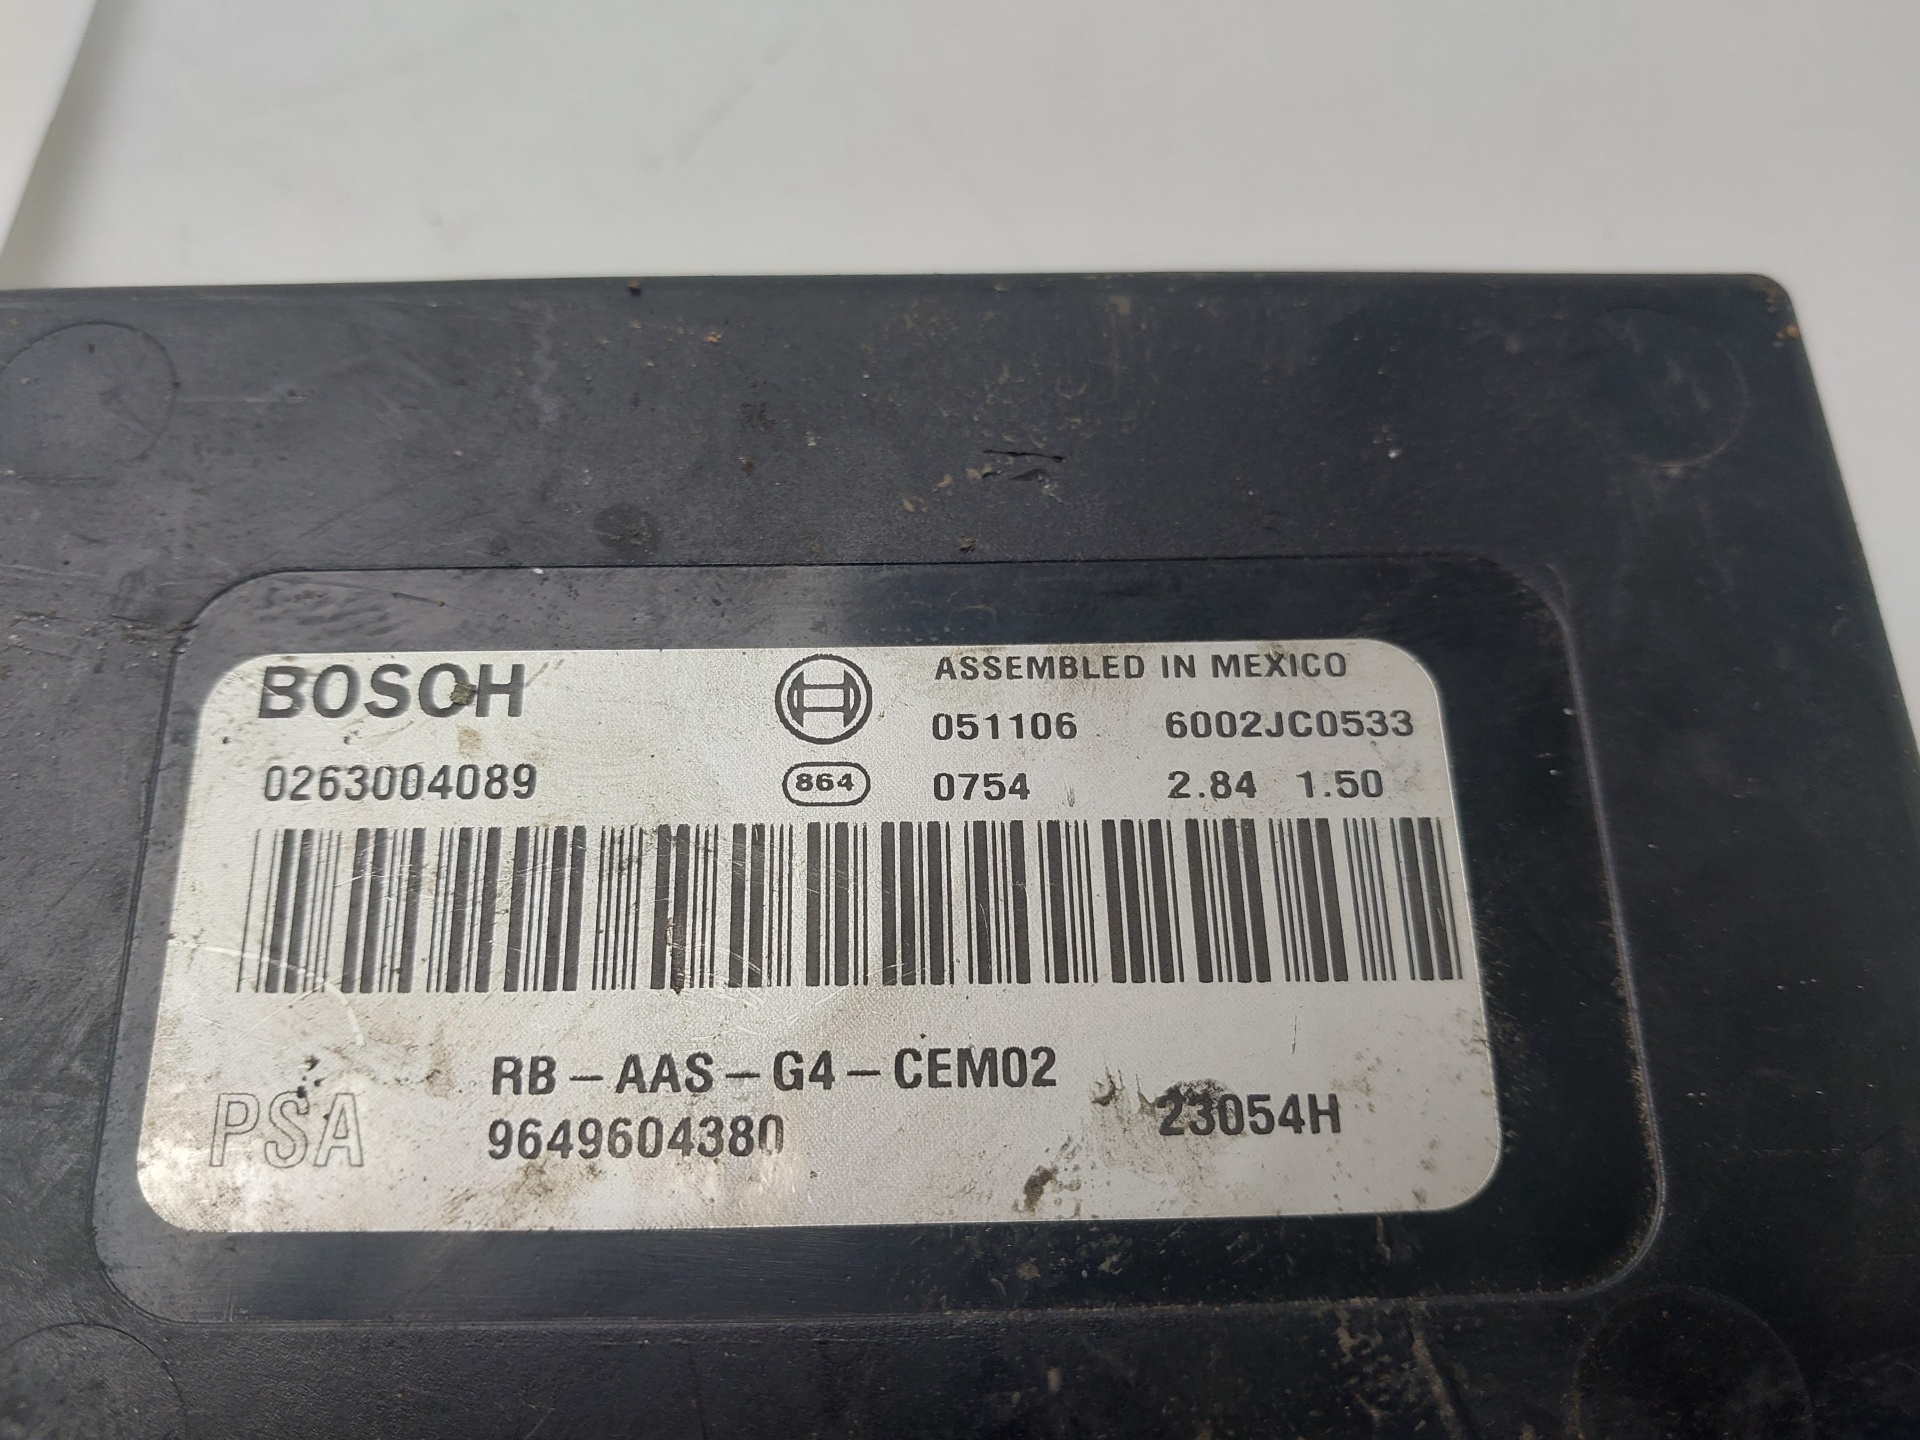 BOSCH
ASSEMBLED IN MEXICO
051106 6002JC0533
0263004089 864 0754 2.84 1.50
RB-AAS-G4-CEM02
PSA 9649604380 23054H